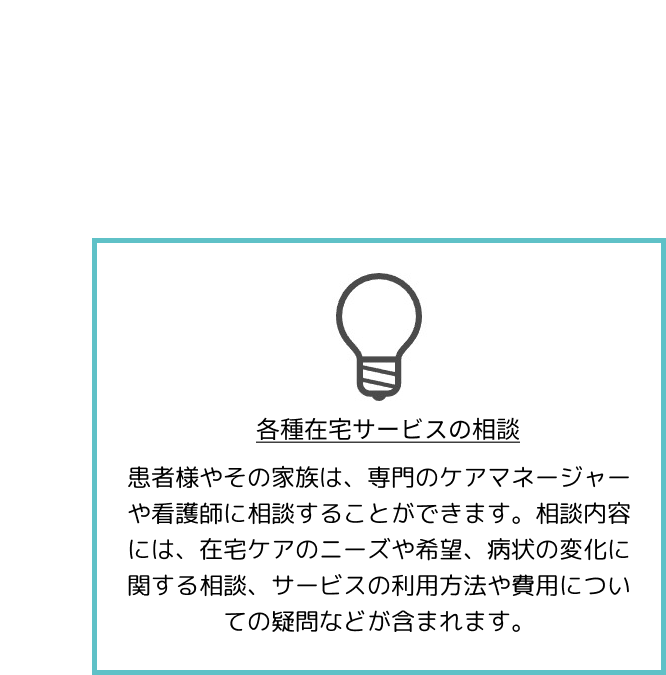 各種在宅サービスの相談
患者様やその家族は、専門のケアマネージャー
や看護師に相談することができます。相談内容
には、在宅ケアのニーズや希望、病状の変化に
関する相談、サービスの利用方法や費用につい
ての疑問などが含まれます。